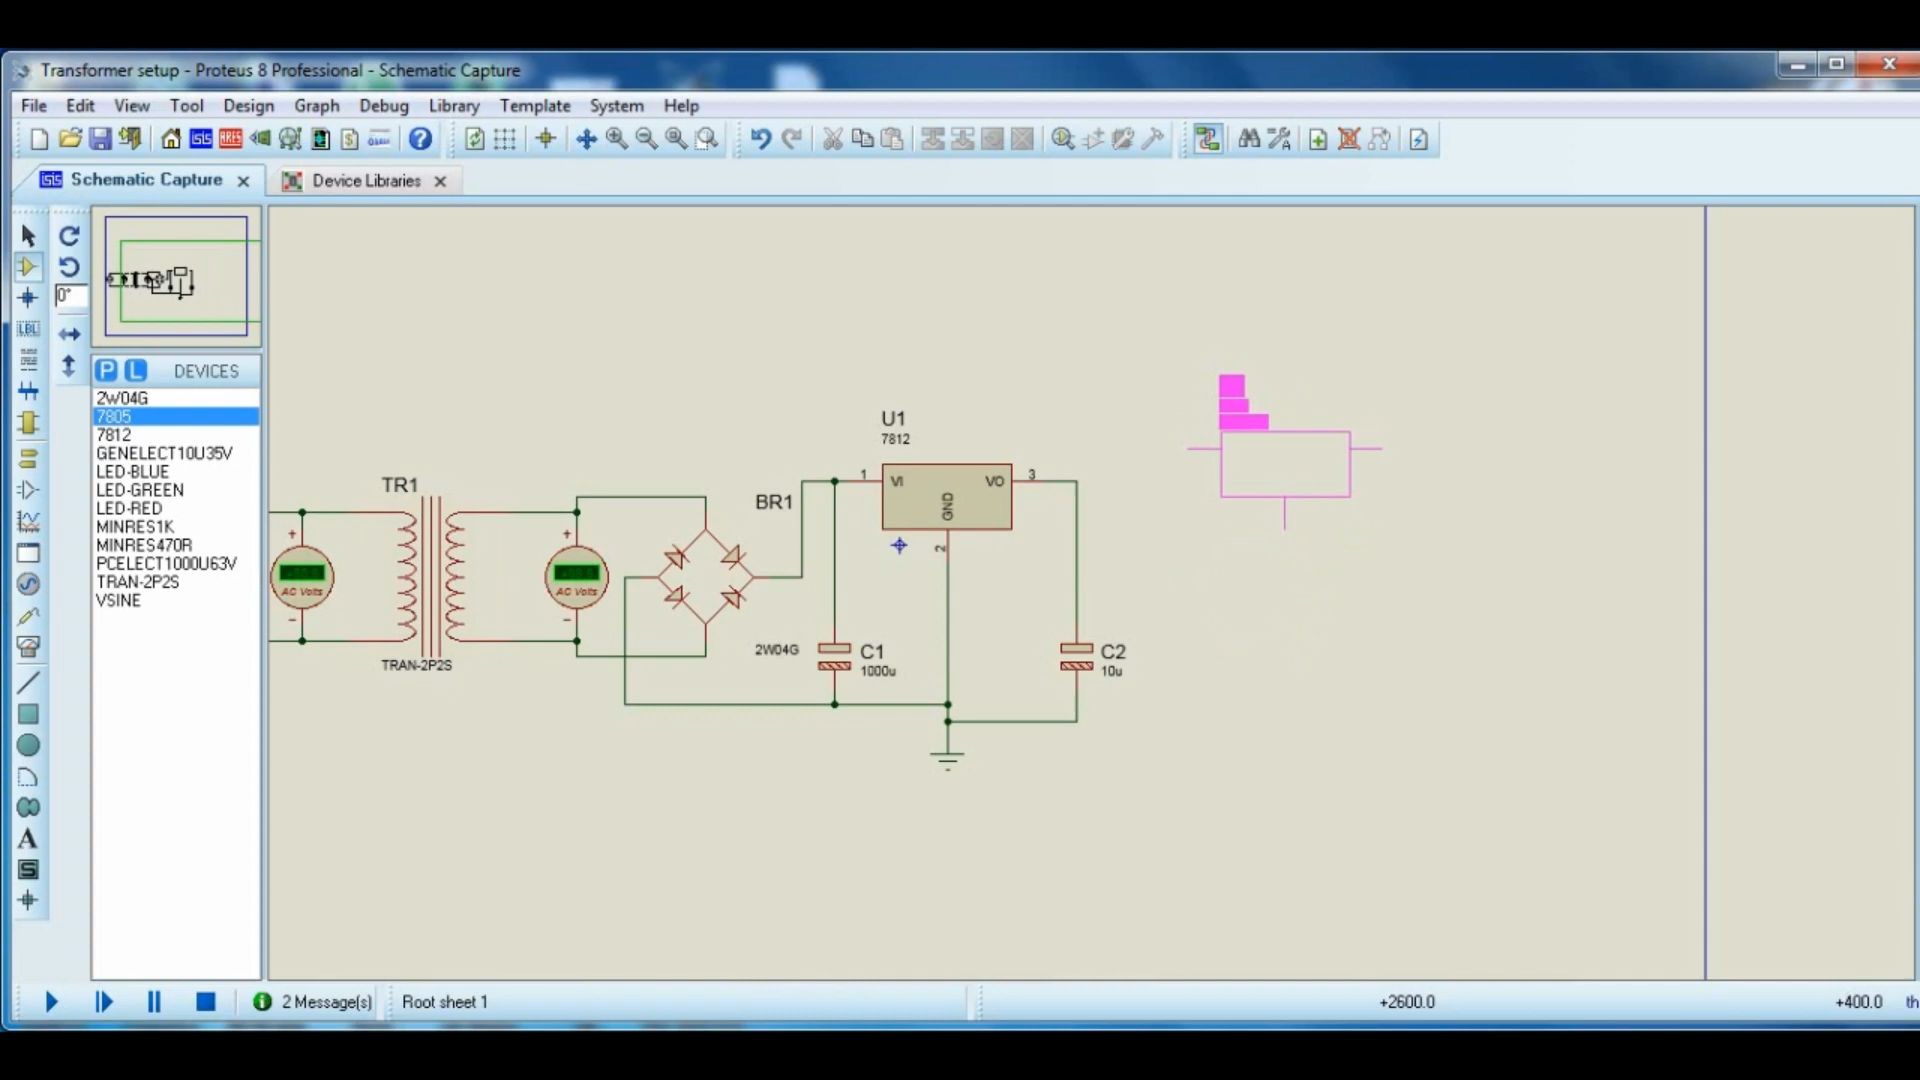 Transformer setup - Proteus 8 Professional - Schematic Capture
File Edit View Tool Design Graph Debug Library Template System Help
Schematic Capture
Device Libraries
0°
LBL
P L DEVICES
2W04G
7805
7812
GENELECT10U35V
LED-BLUE
LED-GREEN
LED-RED
MINRES1K
MINRES470R
PCELECT1000U63V
TRAN-2P2S
VSINE
A
S
U1
7812
1 VI VO 3
GND
2
TR1
TRAN-2P2S
BR1
2W04G
+
AC Volts
-
+
AC Volts
-
C1
1000u
C2
10u
2 Message(s) Root sheet 1 +2600.0 +400.0 th